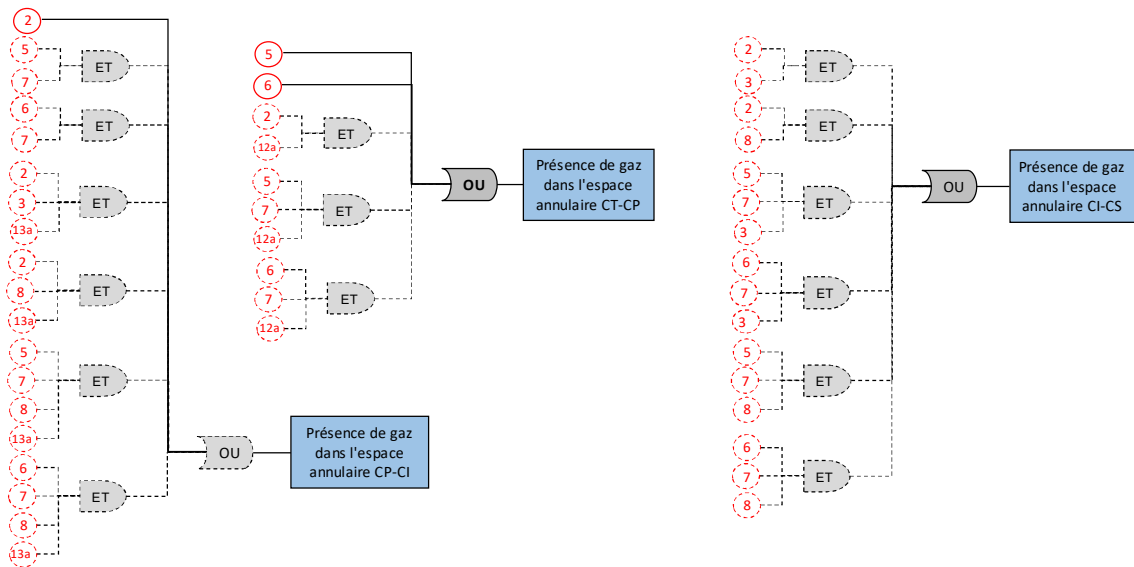 2
5
7
ET
6
7
ET
2
3
13a
ET
2
8
13a
ET
5
7
8
13a
ET
6
7
8
13a
ET
OU
Présence de gaz
dans l'espace
annulaire CP-CI
5
6
2
12a
ET
5
7
12a
ET
6
7
12a
ET
OU
Présence de gaz
dans l'espace
annulaire CT-CP
2
3
ET
2
8
ET
5
7
3
ET
6
7
3
ET
5
7
8
ET
6
7
8
ET
OU
Présence de gaz
dans l'espace
annulaire CI-CS